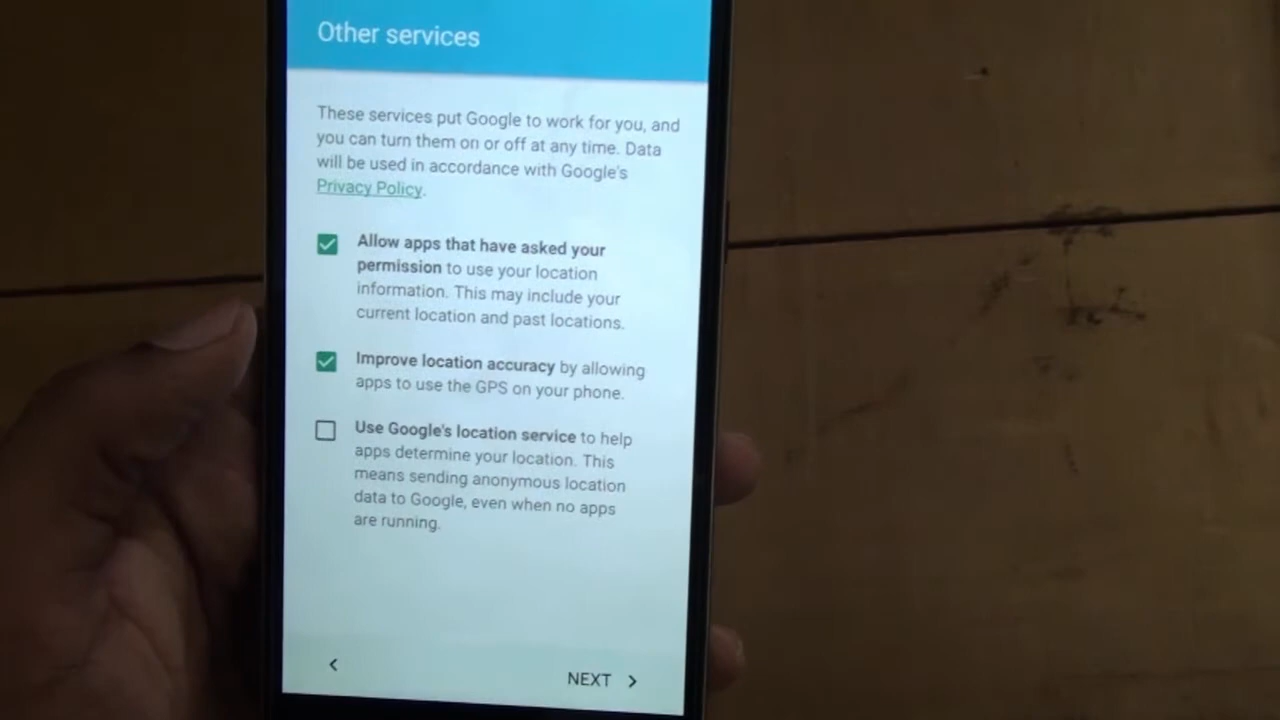 Other services
These services put Google to work for you, and
you can turn them on or off at any time. Data
will be used in accordance with Google's
Privacy Policy.
Allow apps that have asked your
permission to use your location
information. This may include your
current location and past locations.
Improve location accuracy by allowing
apps to use the GPS on your phone.
Use Google's location service to help
apps determine your location. This
means sending anonymous location
data to Google, even when no apps
are running.
NEXT